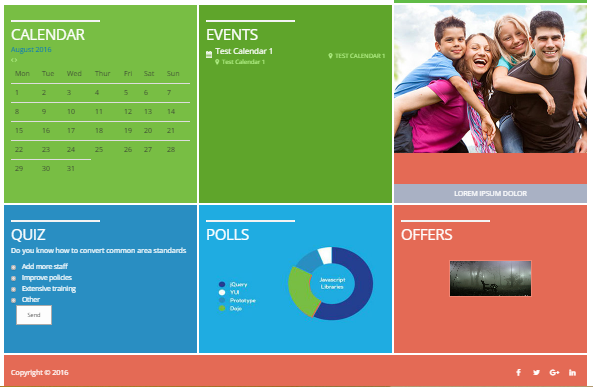 CALENDAR
August 2016
‹ ›
Mon Tue Wed Thur Fri Sat Sun
1 2 3 4 5 6 7
8 9 10 11 12 13 14
15 16 17 18 19 20 21
22 23 24 25 26 27 28
29 30 31
EVENTS
Test Calendar 1
Test Calendar 1
TEST CALENDAR 1
LOREM IPSUM DOLOR
QUIZ
Do you know how to convert common area standards
Add more staff
Improve policies
Extensive training
Other
Send
POLLS
jQuery
YUI
Prototype
Dojo
Javascript
Libraries
OFFERS
Copyright © 2016
f G+ in